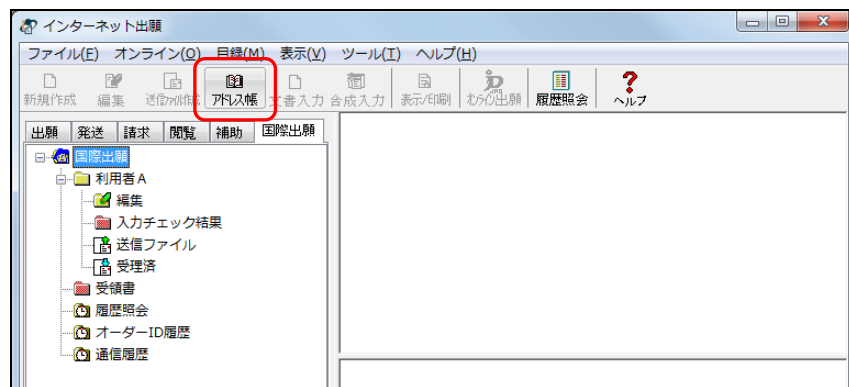 インターネット出願
ファイル(F) オンライン(O) 目録(M) 表示(V) ツール(T) ヘルプ(H)
新規作成 編集 送信ファイル作成 アドレス帳 文書入力 合成入力 表示/印刷 オンライン出願 履歴照会 ヘルプ
出願 発送 請求 閲覧 補助 国際出願
国際出願
利用者A
編集
入力チェック結果
送信ファイル
受理済
受領書
履歴照会
オーダーID履歴
通信履歴